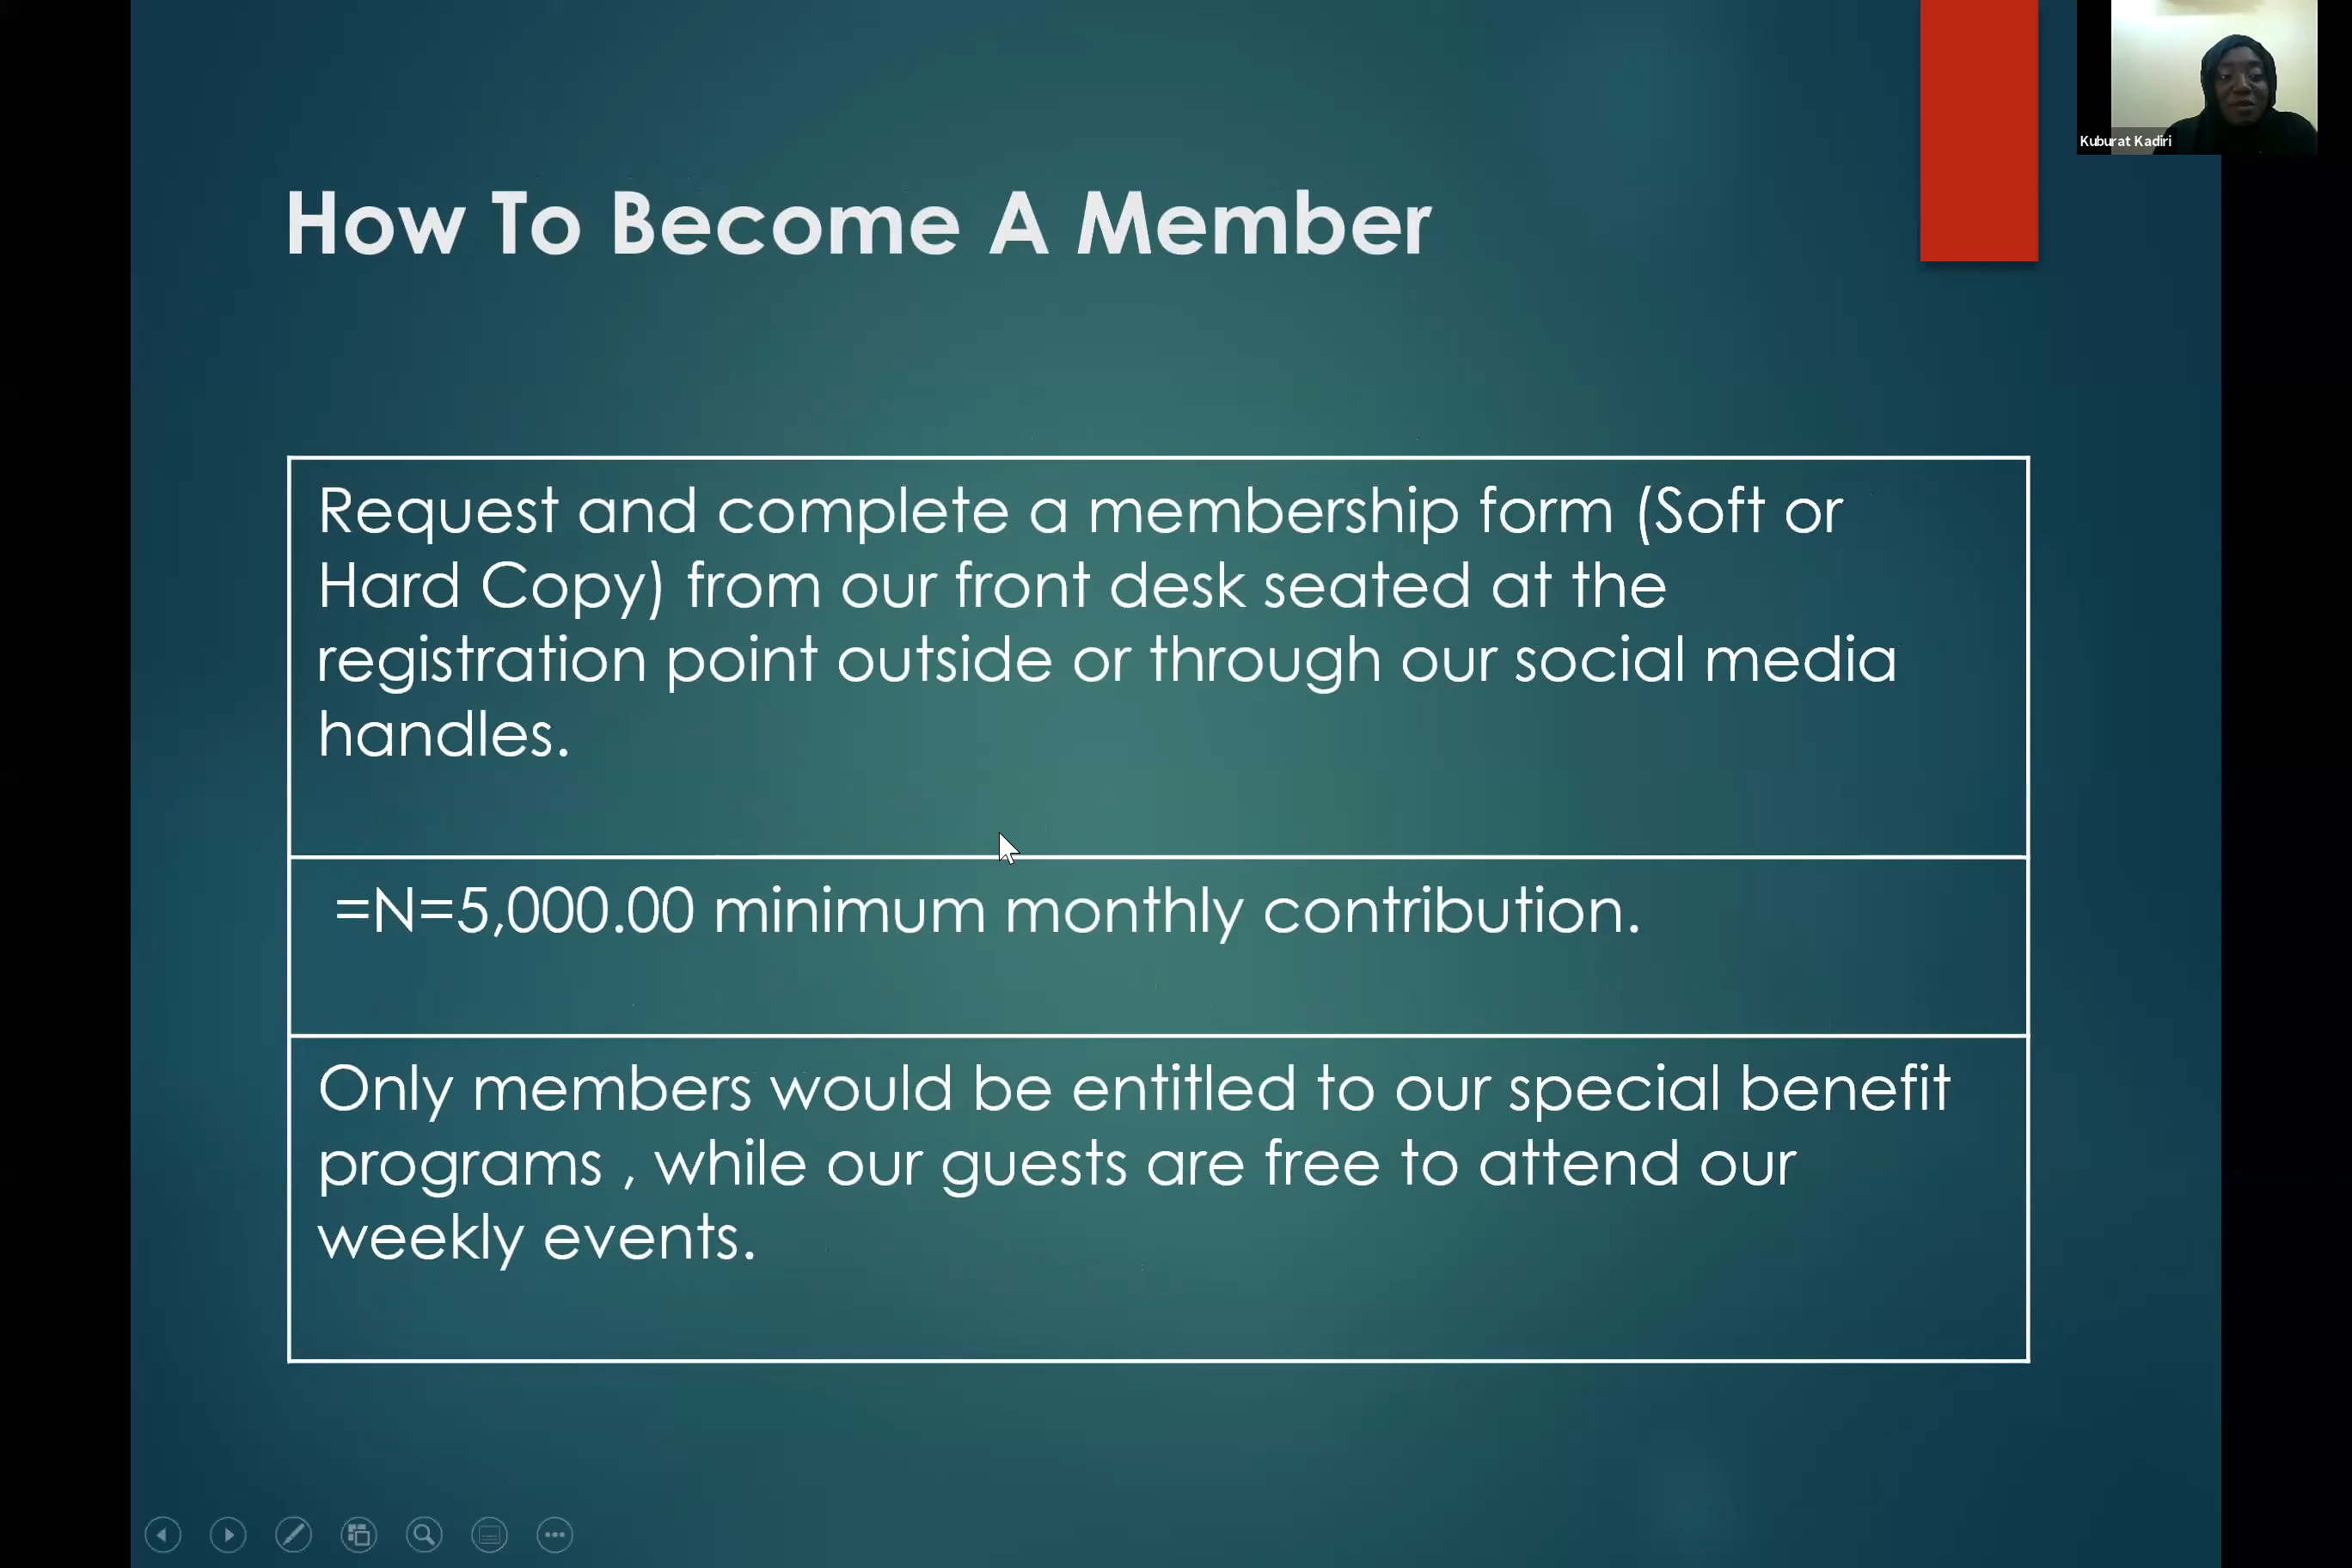 How To Become A Member
Kuburat Kadiri
Request and complete a membership form (Soft or
Hard Copy) from our front desk seated at the
registration point outside or through our social media
handles.
=N=5,000.00 minimum monthly contribution.
Only members would be entitled to our special benefit
programs , while our guests are free to attend our
weekly events.